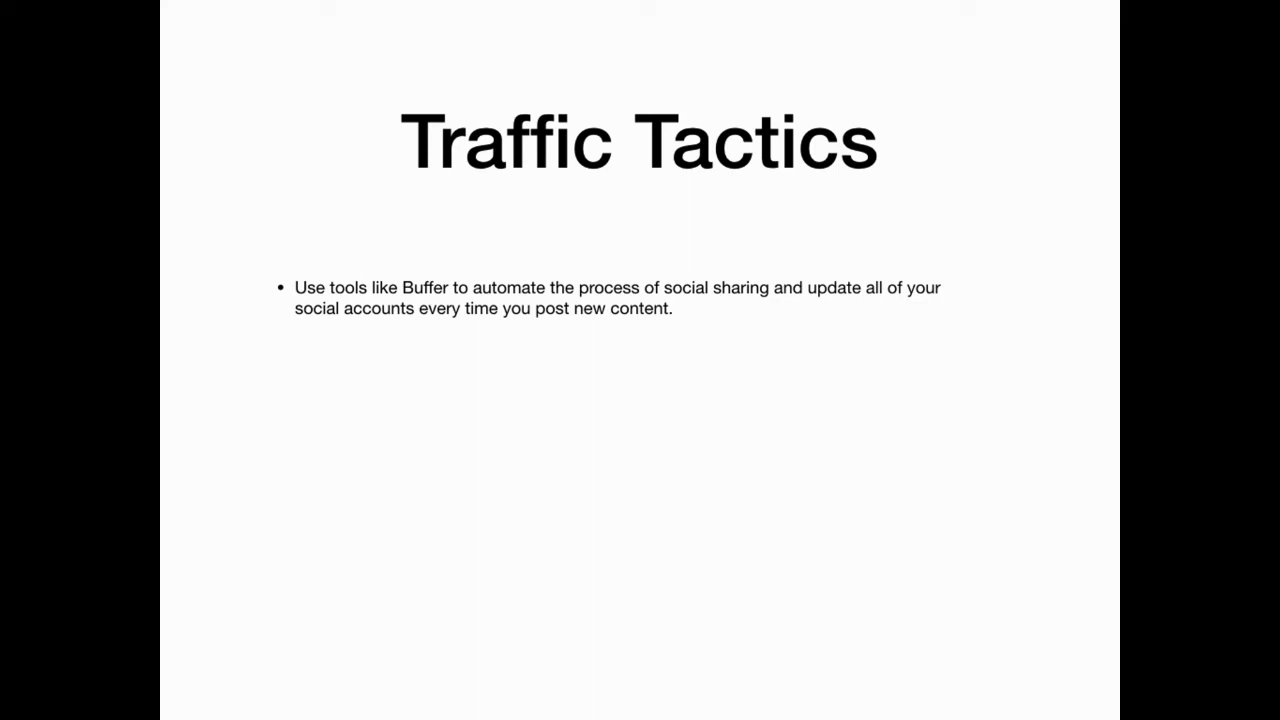 Traffic Tactics
• Use tools like Buffer to automate the process of social sharing and update all of your
social accounts every time you post new content.